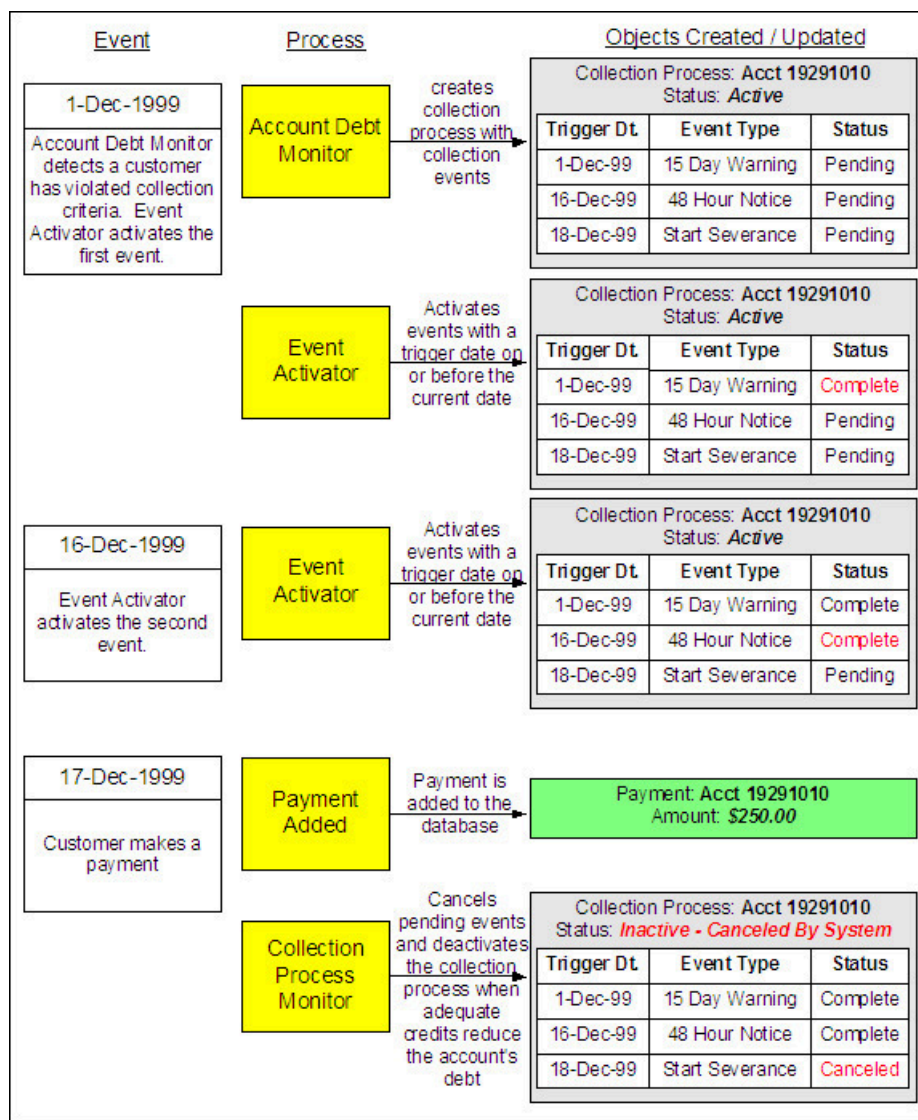 Event
Process
Objects Created / Updated
1-Dec-1999
Account Debt Monitor
detects a customer
has violated collection
criteria.  Event
Activator activates the
first event.
Account Debt
Monitor
creates
collection
process with
collection
events
Collection Process: Acct 19291010
Status: Active
Trigger Dt. Event Type Status
1-Dec-99 15 Day Warning Pending
16-Dec-99 48 Hour Notice Pending
18-Dec-99 Start Severance Pending
Event
Activator
Activates
events with a
trigger date on
or before the
current date
Collection Process: Acct 19291010
Status: Active
Trigger Dt. Event Type Status
1-Dec-99 15 Day Warning Complete
16-Dec-99 48 Hour Notice Pending
18-Dec-99 Start Severance Pending
16-Dec-1999
Event Activator
activates the second
event.
Event
Activator
Activates
events with a
trigger date on
or before the
current date
Collection Process: Acct 19291010
Status: Active
Trigger Dt. Event Type Status
1-Dec-99 15 Day Warning Complete
16-Dec-99 48 Hour Notice Complete
18-Dec-99 Start Severance Pending
17-Dec-1999
Customer makes a
payment
Payment
Added
Payment is
added to the
database
Payment: Acct 19291010
Amount: $250.00
Collection
Process
Monitor
Cancels
pending events
and deactivates
the collection
process when
adequate
credits reduce
the account's
debt
Collection Process: Acct 19291010
Status: Inactive - Canceled By System
Trigger Dt. Event Type Status
1-Dec-99 15 Day Warning Complete
16-Dec-99 48 Hour Notice Complete
18-Dec-99 Start Severance Canceled